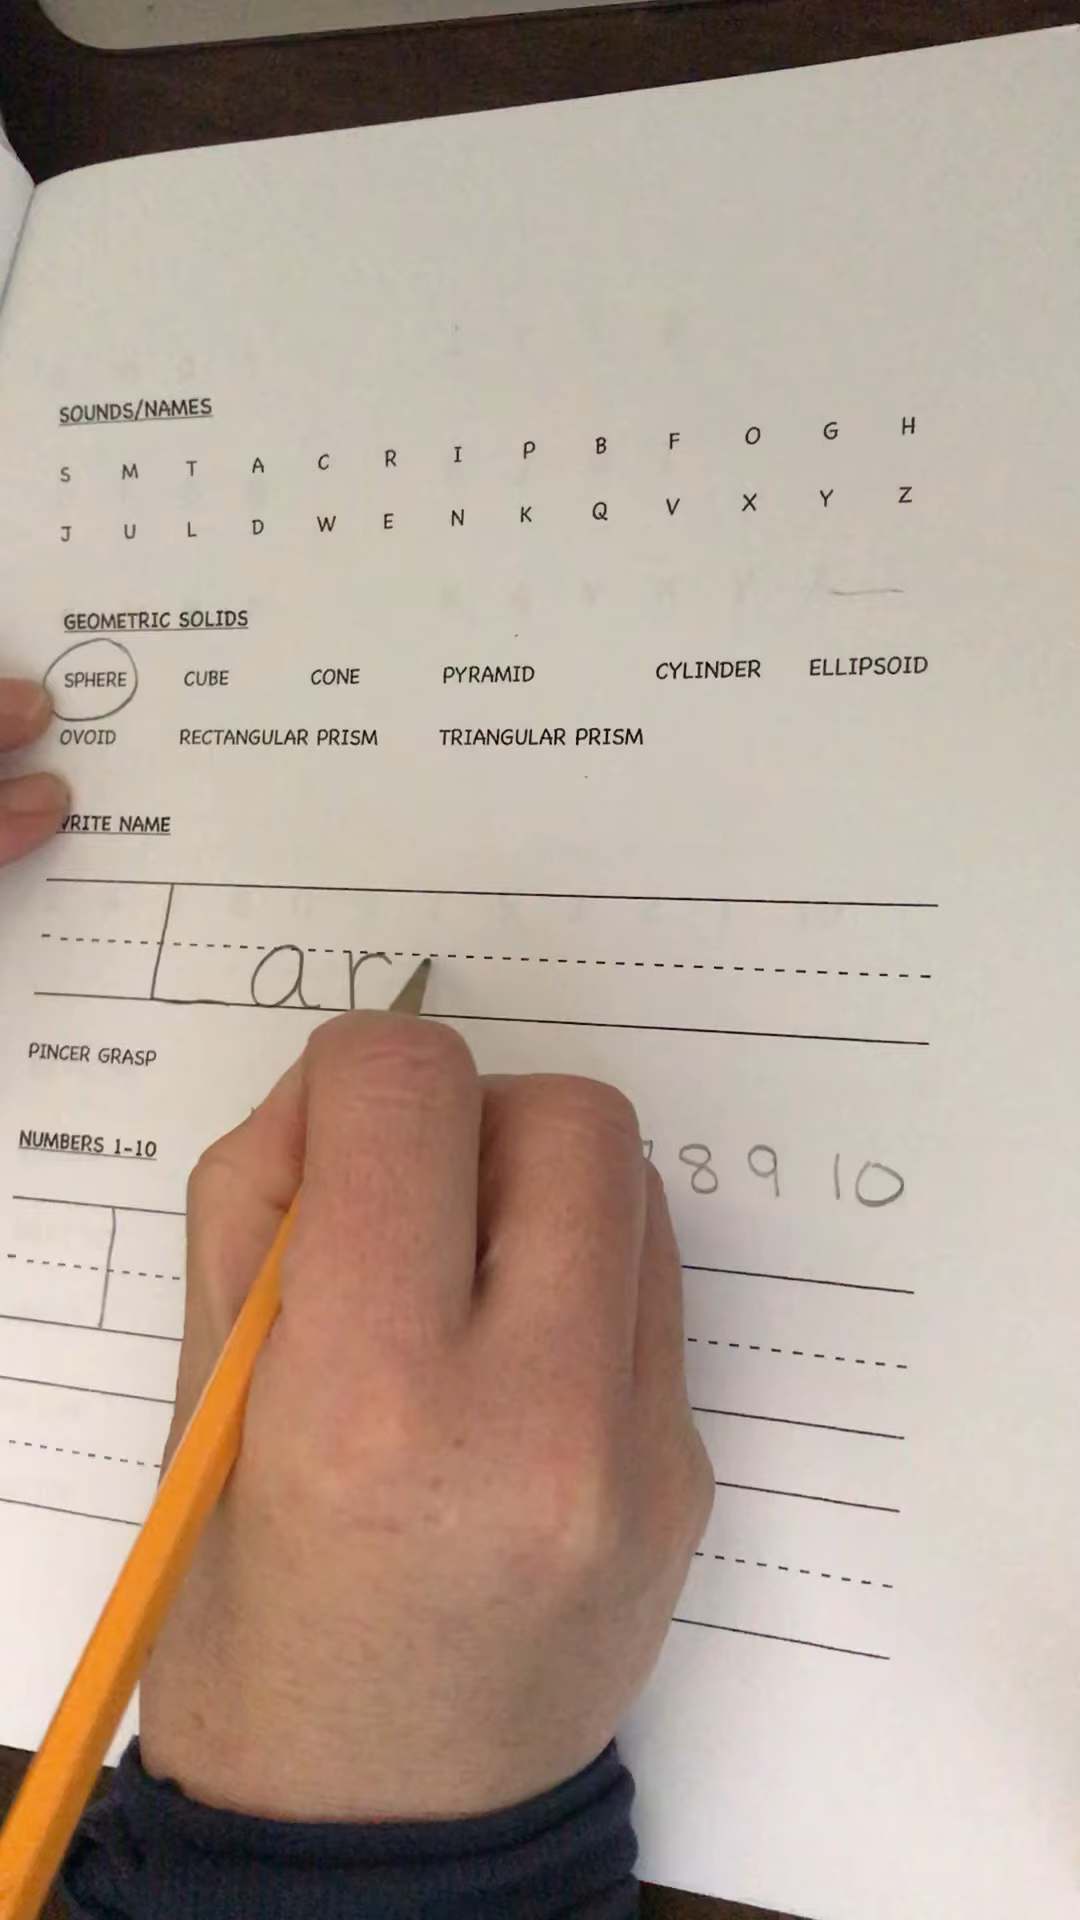 SOUNDS/NAMES
S M T A C R I P B F O G H
J U L D W E N K Q V X Y Z
GEOMETRIC SOLIDS
SPHERE CUBE CONE PYRAMID CYLINDER ELLIPSOID
OVOID RECTANGULAR PRISM TRIANGULAR PRISM
WRITE NAME
Lar
PINCER GRASP
NUMBERS 1-10
8 9 10